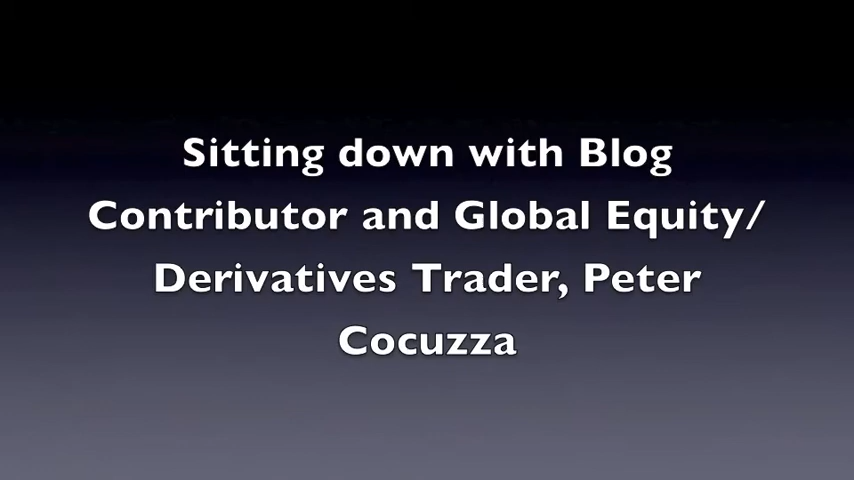 Sitting down with Blog
Contributor and Global Equity/
Derivatives Trader, Peter
Cocuzza